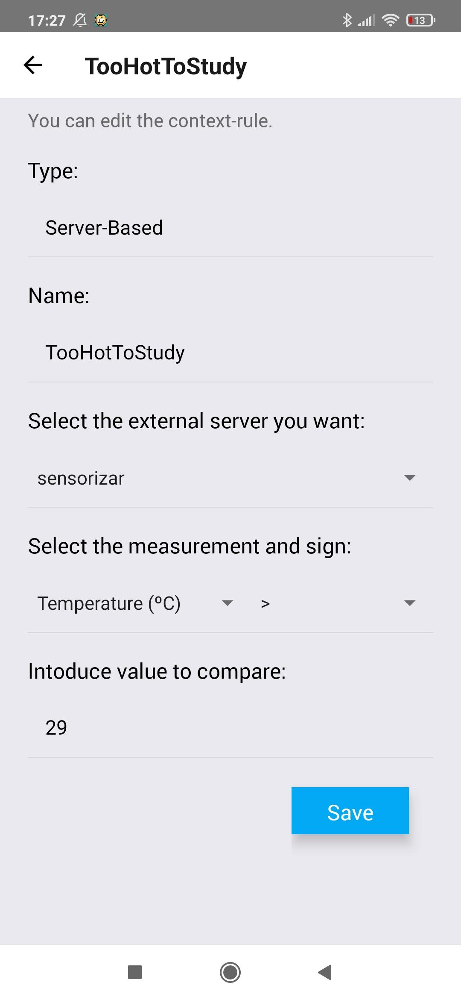 17:27 13
TooHotToStudy
You can edit the context-rule.
Type:
Server-Based
Name:
TooHotToStudy
Select the external server you want:
sensorizar
Select the measurement and sign:
Temperature (ºC) >
Intoduce value to compare:
29
Save